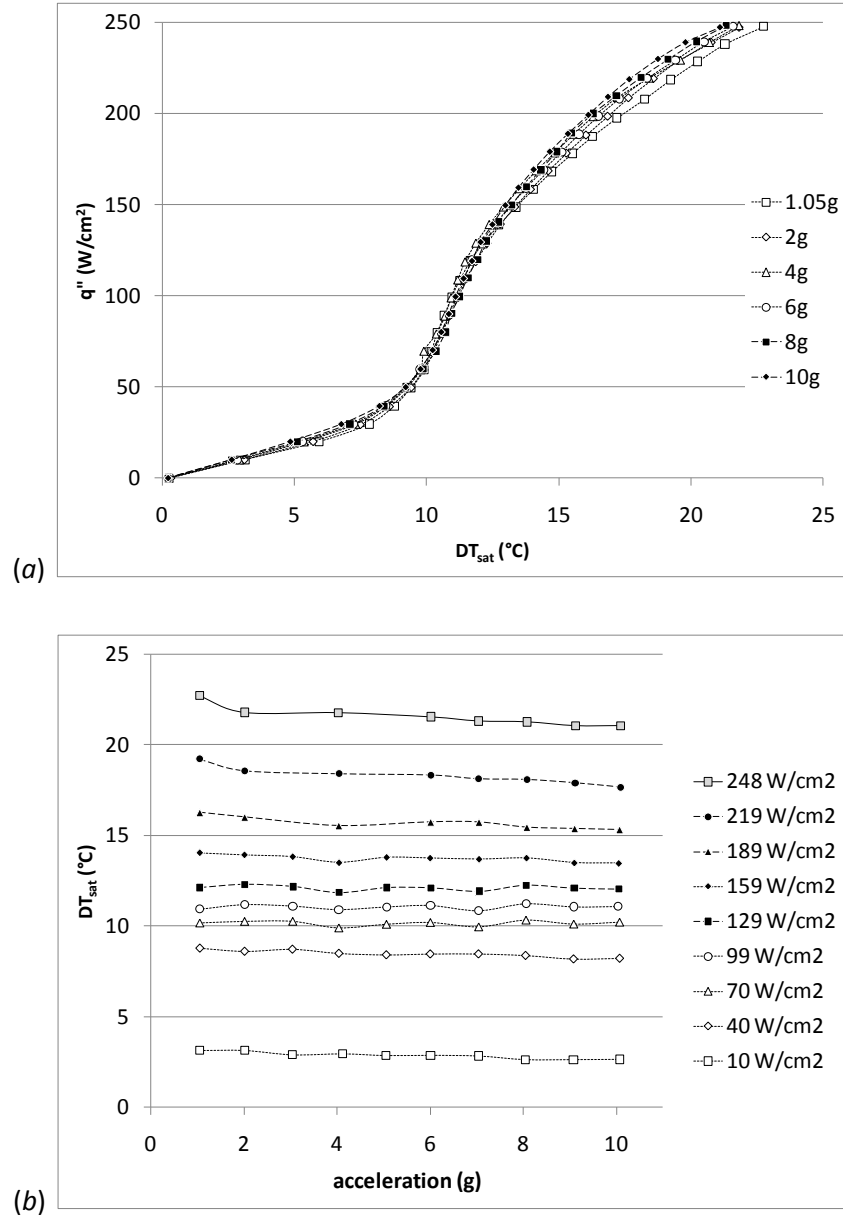 250
200
150
100
50
0
q" (W/cm²)
0 5 10 15 20 25
DTsat (°C)
1.05g
2g
4g
6g
8g
10g
(a)
25
20
15
10
5
0
DTsat (°C)
0 2 4 6 8 10
acceleration (g)
248 W/cm2
219 W/cm2
189 W/cm2
159 W/cm2
129 W/cm2
99 W/cm2
70 W/cm2
40 W/cm2
10 W/cm2
(b)